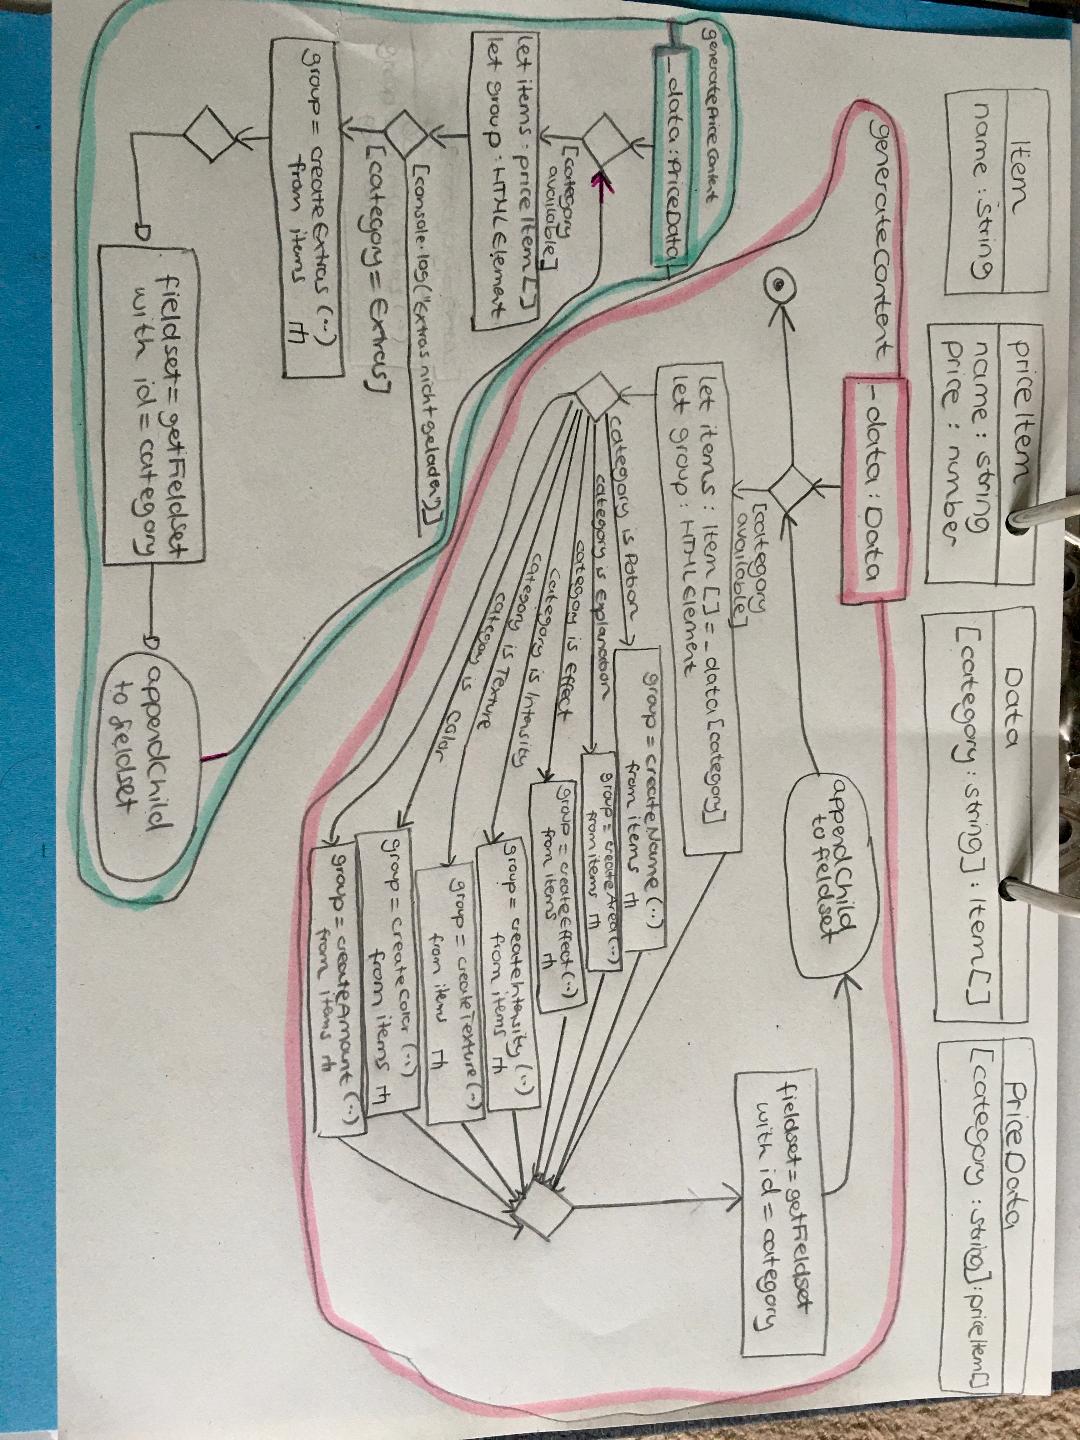 Item
name : string
priceItem
name : string
price : number
Data
[category : string] : Item[]
PriceData
[category : string] : priceItem[]
generateContent
_data : Data
appendChild
to fieldset
fieldset = getFieldset
with id = category
[category
available]
let items : Item[] = _data[category]
let group : HTMLElement
category is Potion
category is Explanation
category is Effect
category is Intensity
category is Texture
category is Color
group = createName (..)
from items
group = createArea (..)
from items
group = createEffect (..)
from items
group = createIntensity (..)
from items
group = createTexture (..)
from items
group = createColor (..)
from items
group = createAmount (..)
from items
generatePriceContent
_data : PriceData
[category
available]
let items : priceItem[]
let group : HTMLElement
[console.log("Extras nicht geladen")]
[category = Extras]
group = createExtras (..)
from items
fieldset = getFieldset
with id = category
appendChild
to fieldset